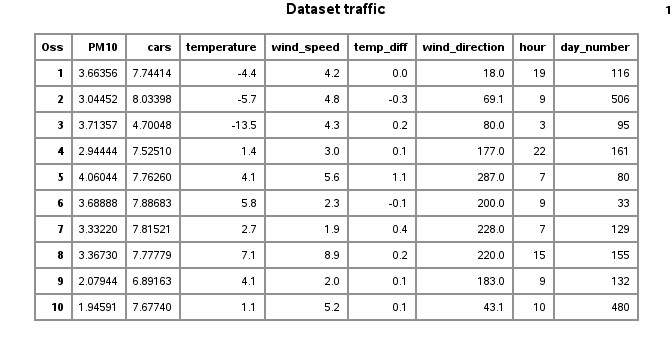 Dataset traffic 1
Oss PM10 cars temperature wind_speed temp_diff wind_direction hour day_number
1 3.66356 7.74414 -4.4 4.2 0.0 18.0 19 116
2 3.04452 8.03398 -5.7 4.8 -0.3 69.1 9 506
3 3.71357 4.70048 -13.5 4.3 0.2 80.0 3 95
4 2.94444 7.52510 1.4 3.0 0.1 177.0 22 161
5 4.06044 7.76260 4.1 5.6 1.1 287.0 7 80
6 3.68888 7.88683 5.8 2.3 -0.1 200.0 9 33
7 3.33220 7.81521 2.7 1.9 0.4 228.0 7 129
8 3.36730 7.77779 7.1 8.9 0.2 220.0 15 155
9 2.07944 6.89163 4.1 2.0 0.1 183.0 9 132
10 1.94591 7.67740 1.1 5.2 0.1 43.1 10 480